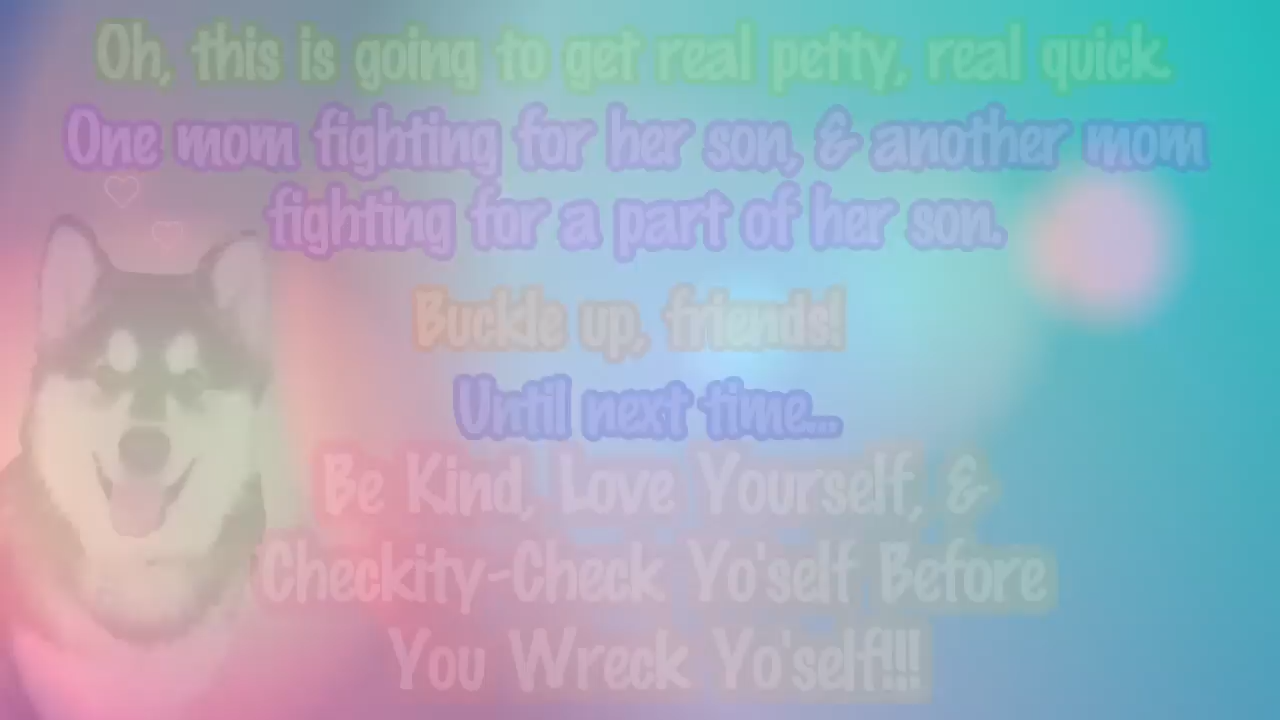 Oh, this is going to get real petty, real quick.
One mom fighting for her son, & another mom
fighting for a part of her son.
Buckle up, friends!
Until next time...
Be Kind, Love Yourself, &
Checkity-Check Yo'self Before
You Wreck Yo'self!!!